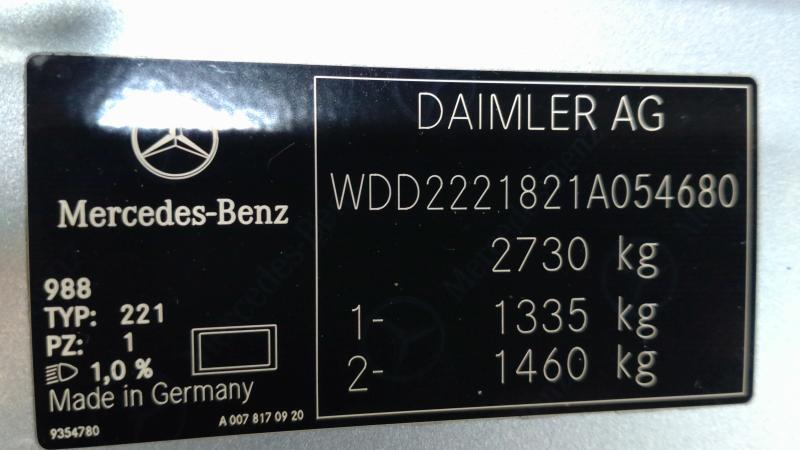 Mercedes-Benz
988
TYP: 221
PZ: 1
1,0 %
Made in Germany
9354780
A 007 817 09 20
DAIMLER AG
WDD2221821A054680
2730 kg
1- 1335 kg
2- 1460 kg